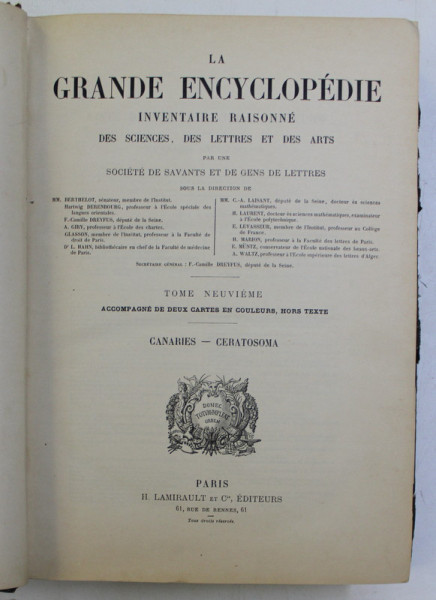 LA
GRANDE ENCYCLOPÉDIE
INVENTAIRE RAISONNÉ
DES SCIENCES, DES LETTRES ET DES ARTS
PAR UNE
SOCIÉTÉ DE SAVANTS ET DE GENS DE LETTRES
SOUS LA DIRECTION DE
MM. BERTHELOT, sénateur, membre de l'Institut.
Hartwig DERENBOURG, professeur à l'École spéciale des
langues orientales.
F.-Camille DREYFUS, député de la Seine.
A. GIRY, professeur à l'École des chartes.
GLASSON, membre de l'Institut, professeur à la Faculté de
droit de Paris.
Dr L. HAHN, bibliothécaire en chef de la Faculté de médecine
de Paris.
MM. C.-A. LAISANT, député de la Seine, docteur ès sciences
mathématiques.
H. LAURENT, docteur ès sciences mathématiques, examinateur
à l'École polytechnique.
E. LEVASSEUR, membre de l'Institut, professeur au Collège
de France.
H. MARION, professeur à la Faculté des lettres de Paris.
E. MÜNTZ, conservateur de l'École nationale des beaux-arts.
A. WALTZ, professeur à l'École supérieure des lettres d'Alger.
SECRÉTAIRE GÉNÉRAL : F.-Camille DREYFUS, député de la Seine.
TOME NEUVIÈME
ACCOMPAGNÉ DE DEUX CARTES EN COULEURS, HORS TEXTE
CANARIES — CERATOSOMA
DONEC
TOTUM IMPLEAT
ORBEM
PARIS
H. LAMIRAULT ET Cie, ÉDITEURS
61, RUE DE RENNES, 61
Tous droits réservés